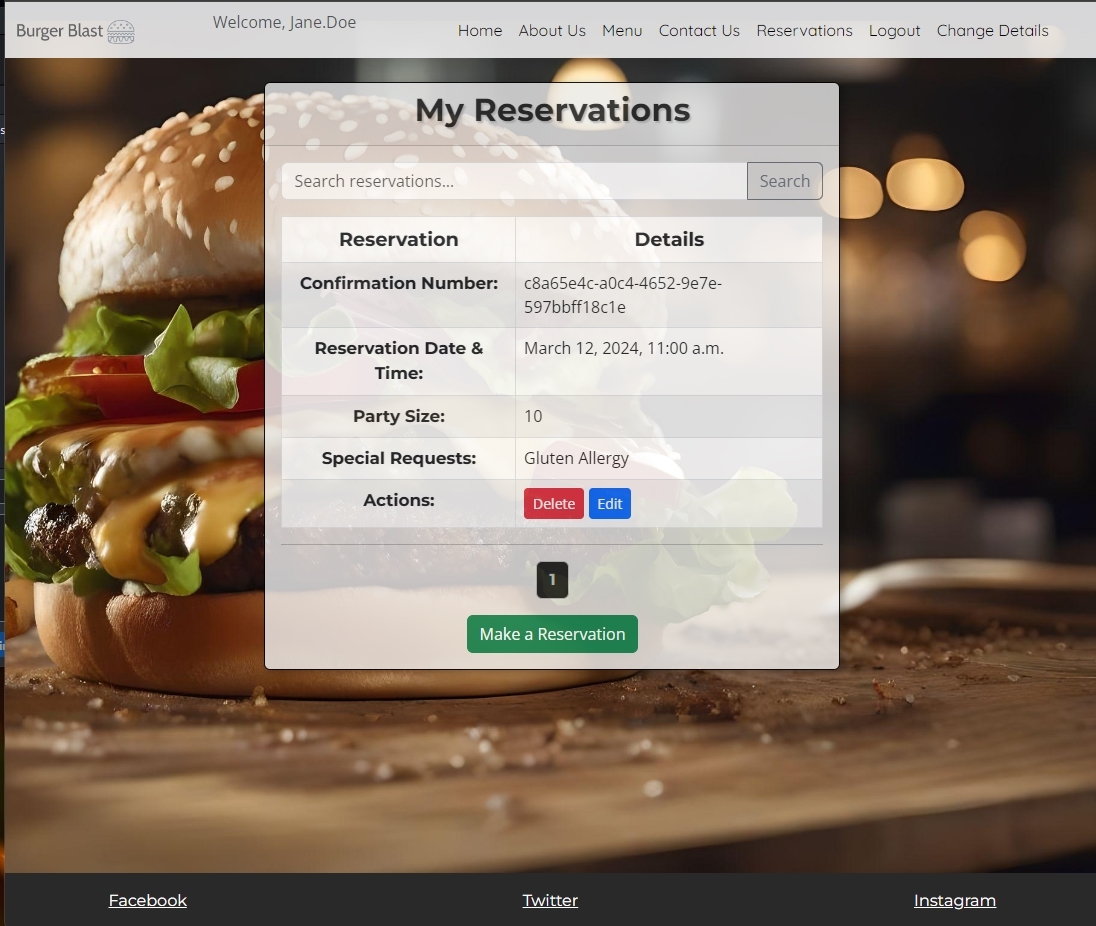 Burger Blast
Welcome, Jane.Doe
Home About Us Menu Contact Us Reservations Logout Change Details
My Reservations
Search reservations... Search
Reservation Details
Confirmation Number: c8a65e4c-a0c4-4652-9e7e-
597bbff18c1e
Reservation Date & March 12, 2024, 11:00 a.m.
Time:
Party Size: 10
Special Requests: Gluten Allergy
Actions: Delete Edit
1
Make a Reservation
Facebook Twitter Instagram